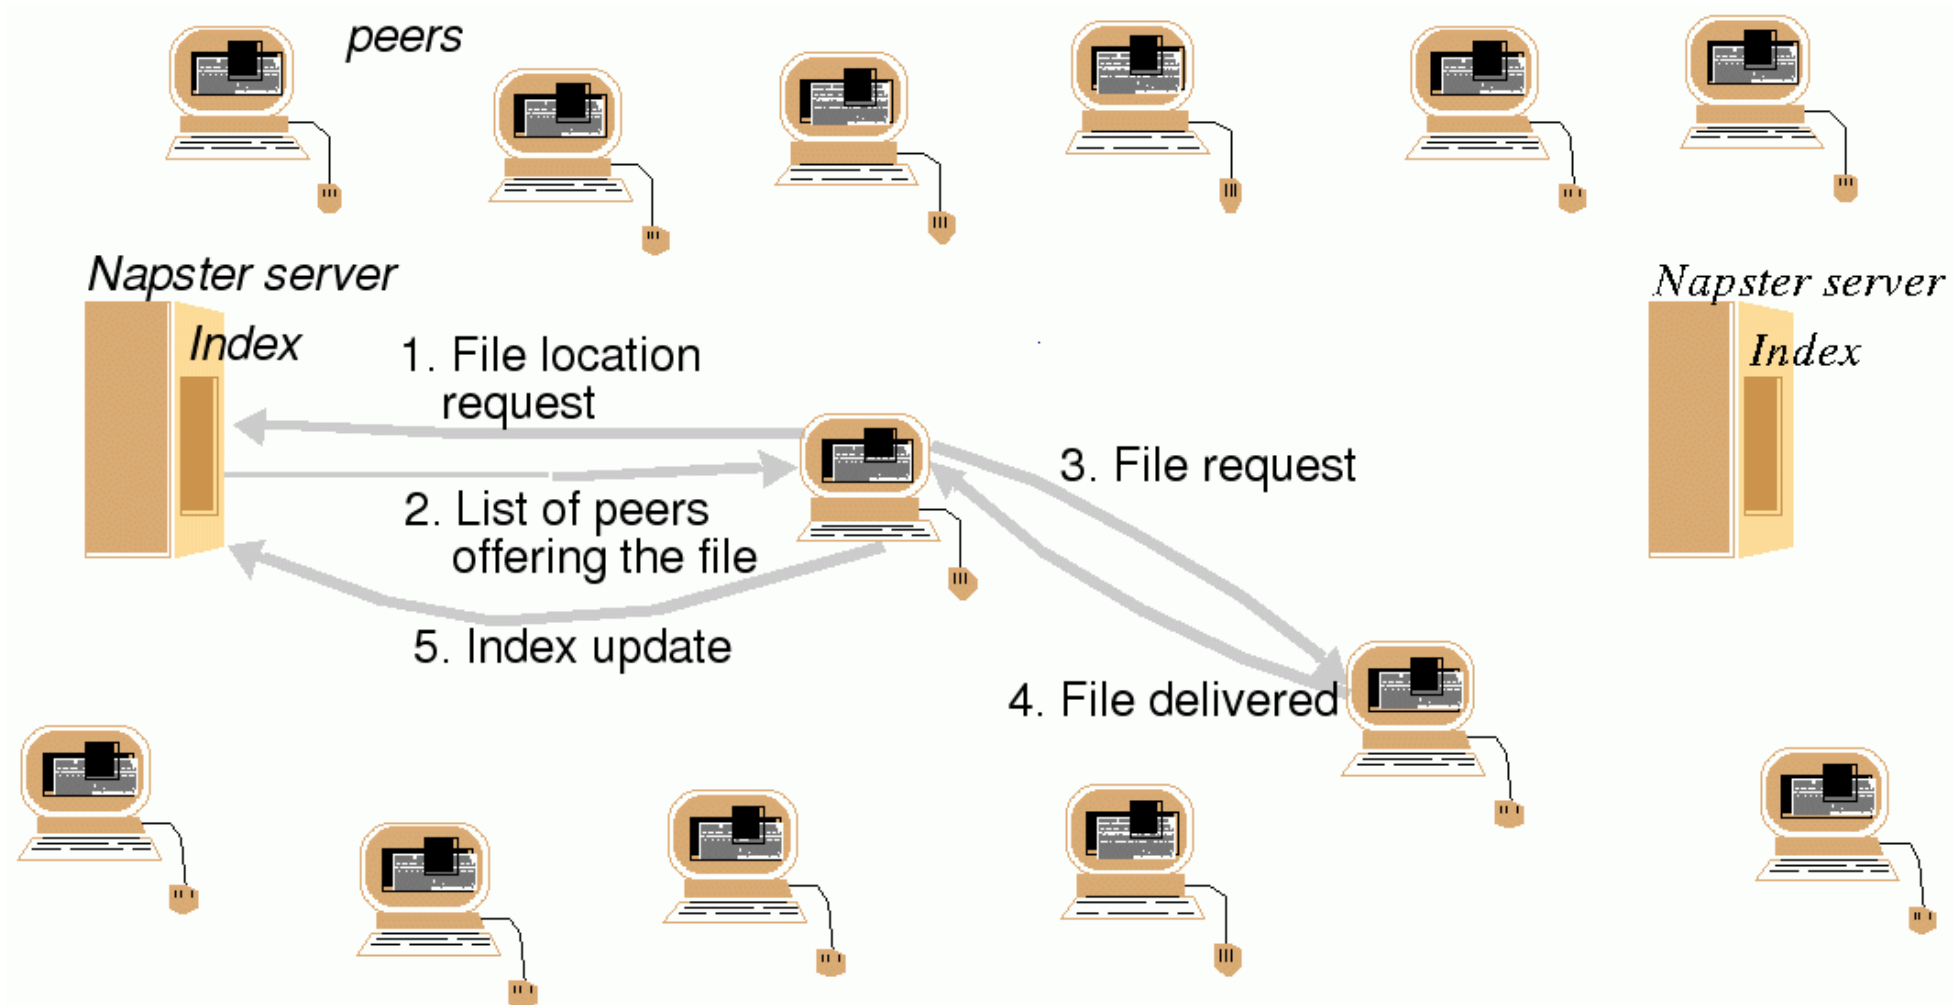 peers
Napster server
Index
Napster server
Index
1. File location
request
2. List of peers
offering the file
3. File request
4. File delivered
5. Index update